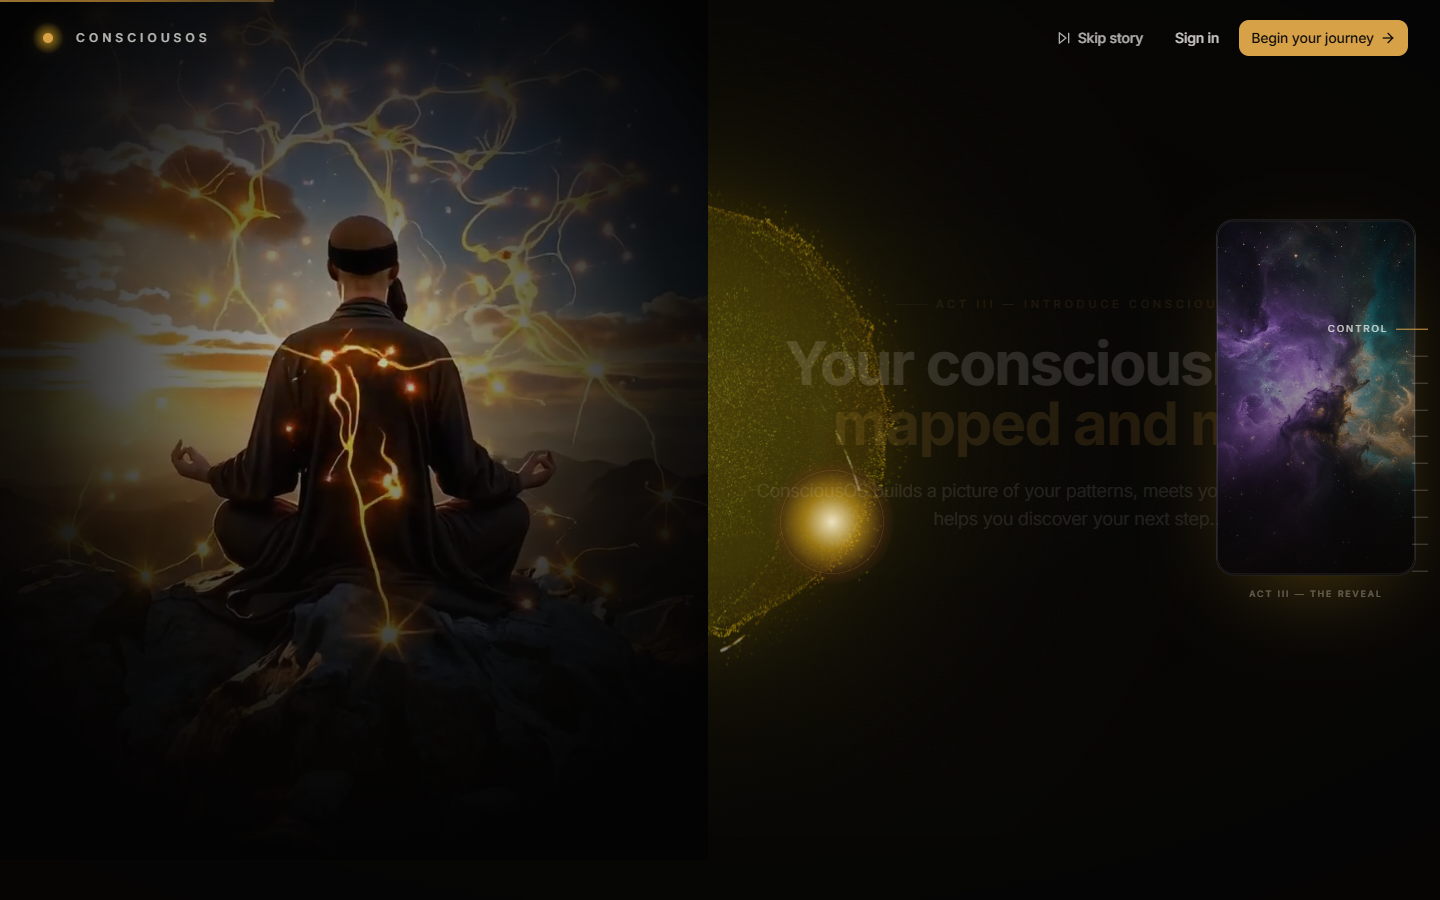 CONSCIOUSOS
Skip story
Sign in
Begin your journey
ACT III — INTRODUCE CONSCIOU
Your conscious
mapped and m
ConsciousOS builds a picture of your patterns, meets yo
helps you discover your next step.
CONTROL
ACT III — THE REVEAL